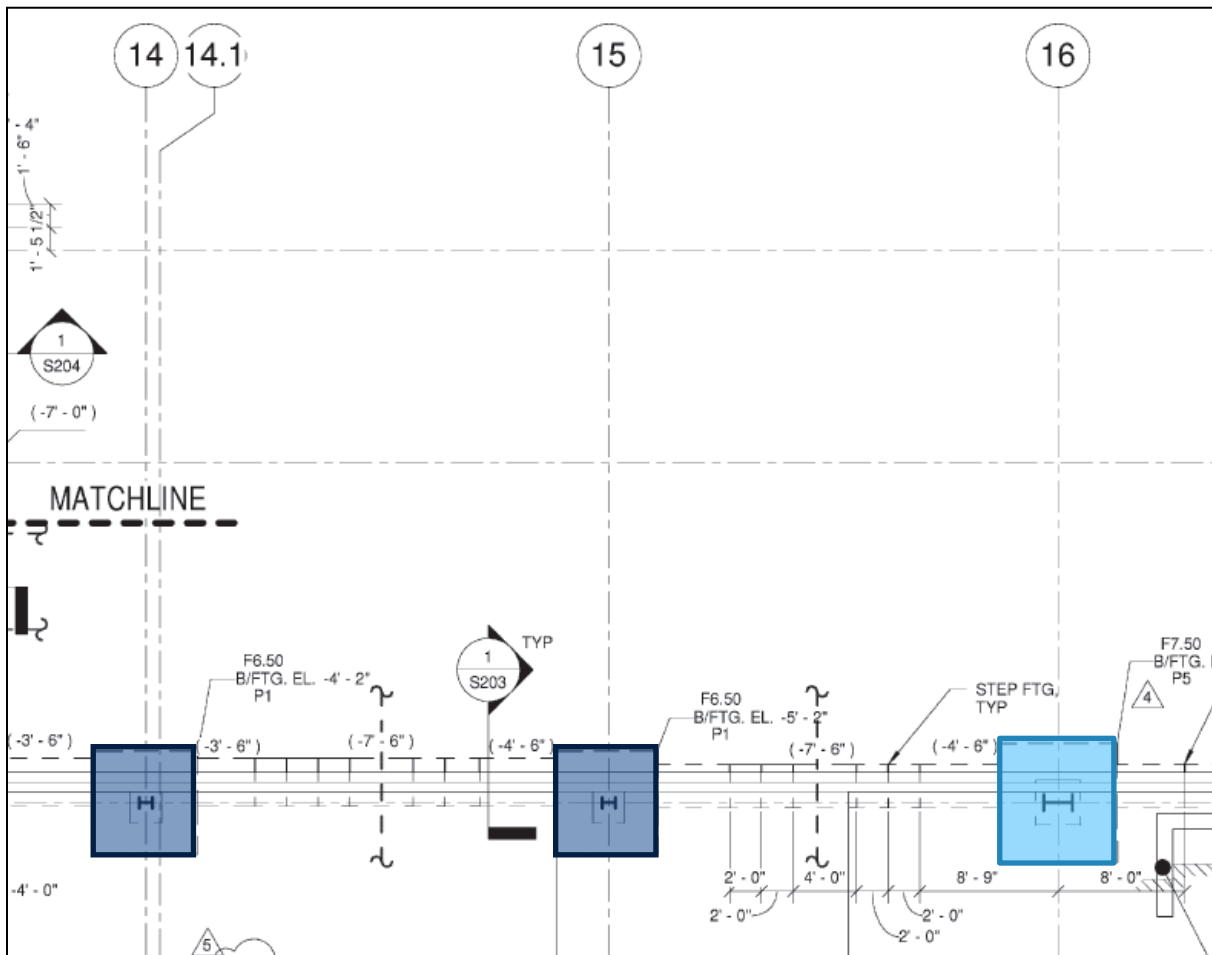 14
14.1
15
16
' - 4"
1' - 6"
1' - 5 1/2"
1
S204
( -7' - 0" )
MATCHLINE
F6.50
B/FTG. EL. -4' - 2"
P1
1
S203
TYP
F6.50
B/FTG. EL. -5' - 2"
P1
STEP FTG,
TYP
F7.50
B/FTG.
P5
4
( -3' - 6" )
( -3' - 6" )
( -7' - 6" )
( -4' - 6" )
( -7' - 6" )
( -4' - 6" )
-4' - 0"
2' - 0"
4' - 0"
8' - 9"
8' - 0"
2' - 0"
2' - 0"
2' - 0"
5